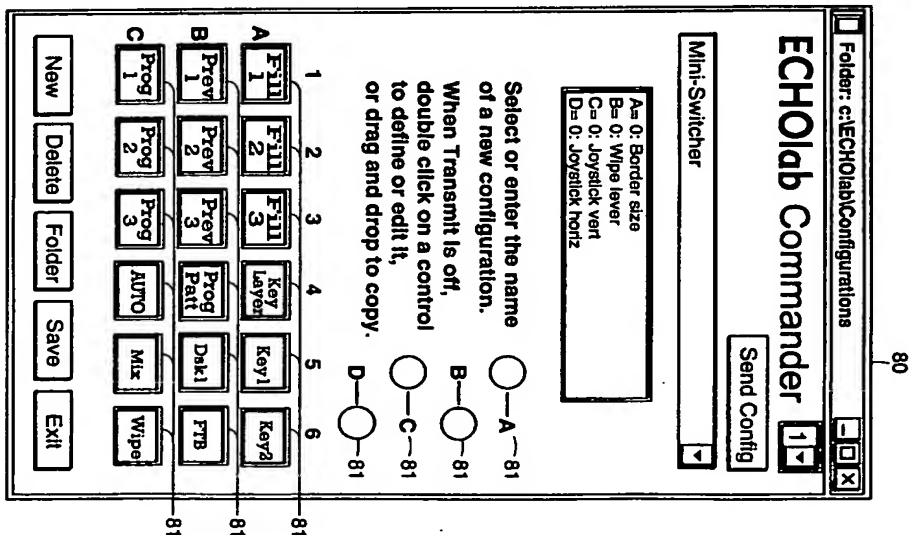 80
Folder: c:\ECHOlab\Configurations
ECHOlab Commander 1
Send Config
Mini-Switcher
A= 0: Border size
B= 0: Wipe lever
C= 0: Joystick vert
D= 0: Joystick horiz
Select or enter the name
of a new configuration.
When Transmit is off,
double click on a control
to define or edit it,
or drag and drop to copy.
A 81
B 81
C 81
D 81
1 2 3 4 5 6
A Fill 1 Fill 2 Fill 3 Key Layer Key1 Key2 81
B Prev 1 Prev 2 Prev 3 Prog Patt Dsk1 FTB 81
C Prog 1 Prog 2 Prog 3 AUTO Mix Wipe 81
New Delete Folder Save Exit